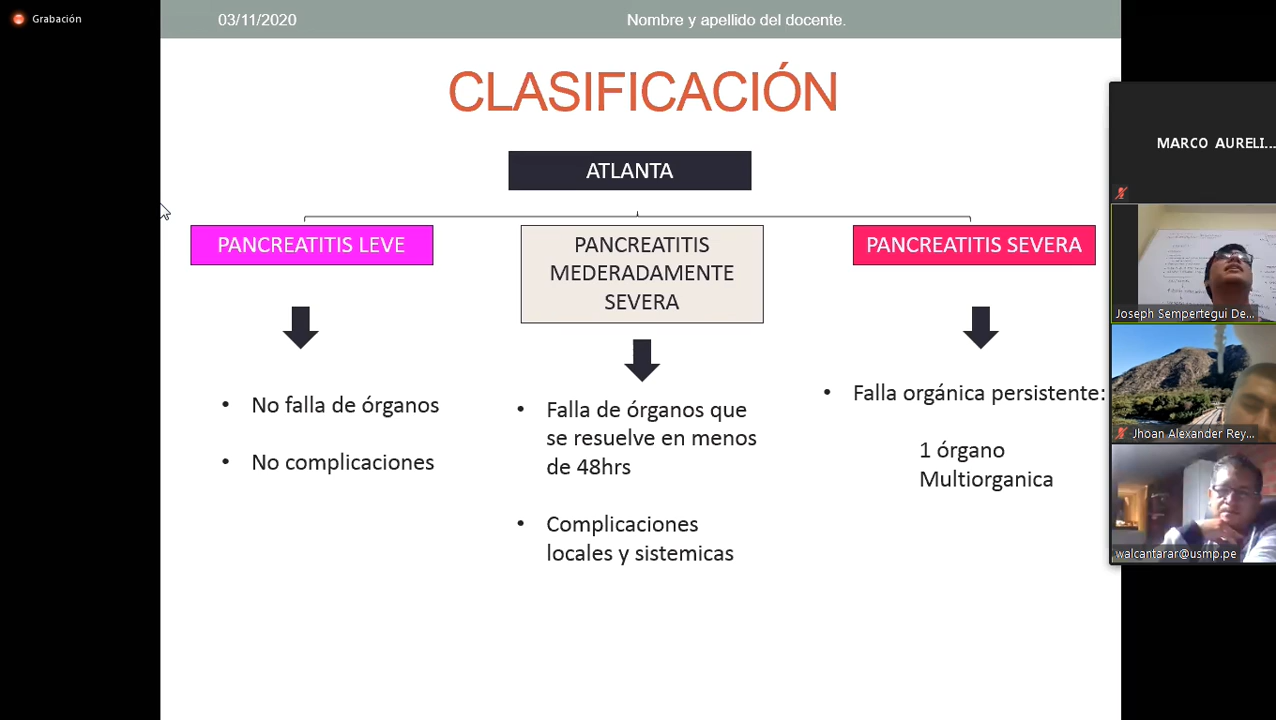 Grabación
03/11/2020
Nombre y apellido del docente.
CLASIFICACIÓN
ATLANTA
PANCREATITIS LEVE
• No falla de órganos
• No complicaciones
PANCREATITIS
MEDERADAMENTE
SEVERA
• Falla de órganos que
se resuelve en menos
de 48hrs
• Complicaciones
locales y sistemicas
PANCREATITIS SEVERA
• Falla orgánica persistente:
1 órgano
Multiorganica
MARCO AURELI...
Joseph Sempertegui De...
Jhoan Alexander Rey...
walcantarar@usmp.pe